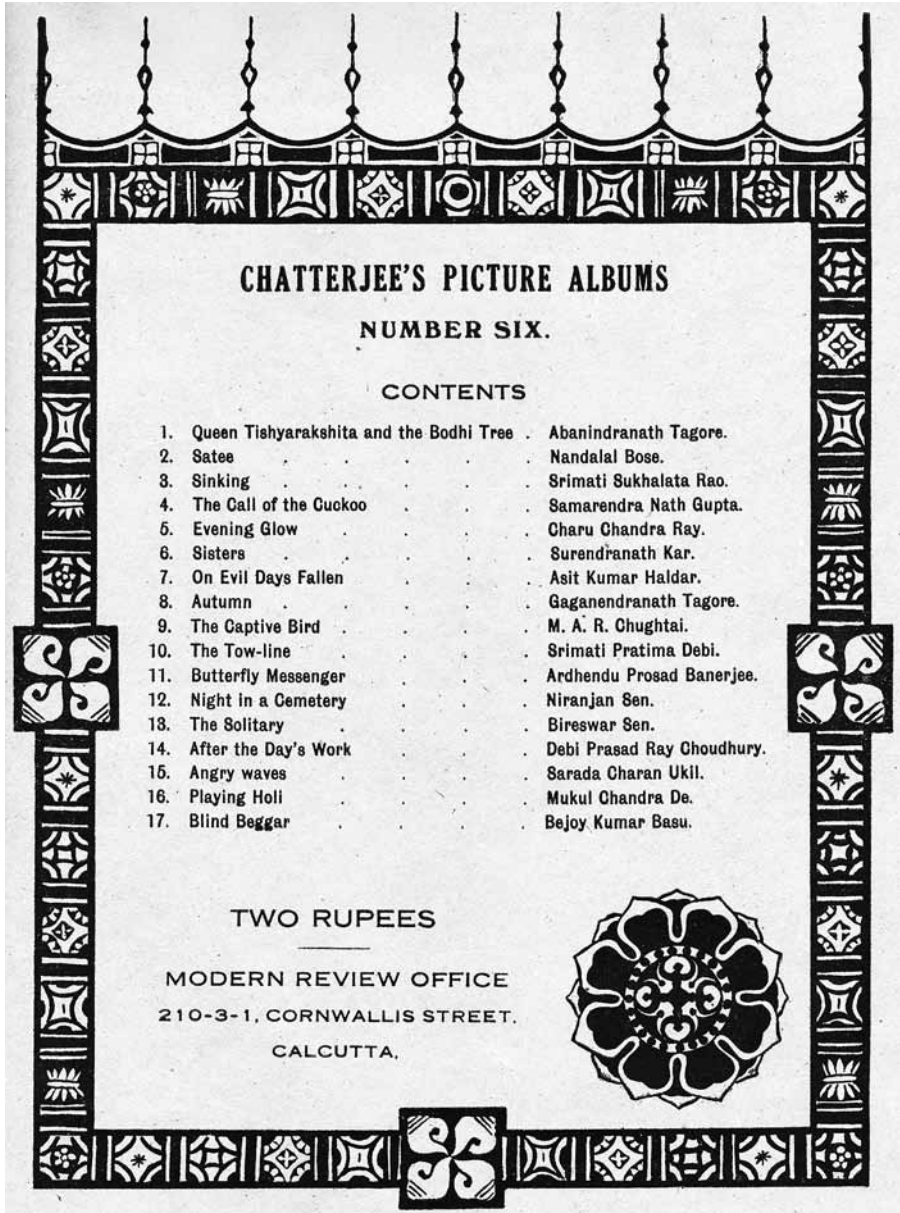 CHATTERJEE'S PICTURE ALBUMS
NUMBER SIX.
CONTENTS
1. Queen Tishyarakshita and the Bodhi Tree . Abanindranath Tagore.
2. Satee . . . . . Nandalal Bose.
3. Sinking . . . . . Srimati Sukhalata Rao.
4. The Call of the Cuckoo . . . Samarendra Nath Gupta.
5. Evening Glow . . . . Charu Chandra Ray.
6. Sisters . . . . . Surendranath Kar.
7. On Evil Days Fallen . . . Asit Kumar Haldar.
8. Autumn . . . . . Gaganendranath Tagore.
9. The Captive Bird . . . . M. A. R. Chughtai.
10. The Tow-line . . . . Srimati Pratima Debi.
11. Butterfly Messenger . . . Ardhendu Prosad Banerjee.
12. Night in a Cemetery . . . Niranjan Sen.
13. The Solitary . . . . Bireswar Sen.
14. After the Day's Work . . . Debi Prasad Ray Choudhury.
15. Angry waves . . . . Sarada Charan Ukil.
16. Playing Holi . . . . Mukul Chandra De.
17. Blind Beggar . . . . Bejoy Kumar Basu.
TWO RUPEES
MODERN REVIEW OFFICE
210-3-1, CORNWALLIS STREET.
CALCUTTA,